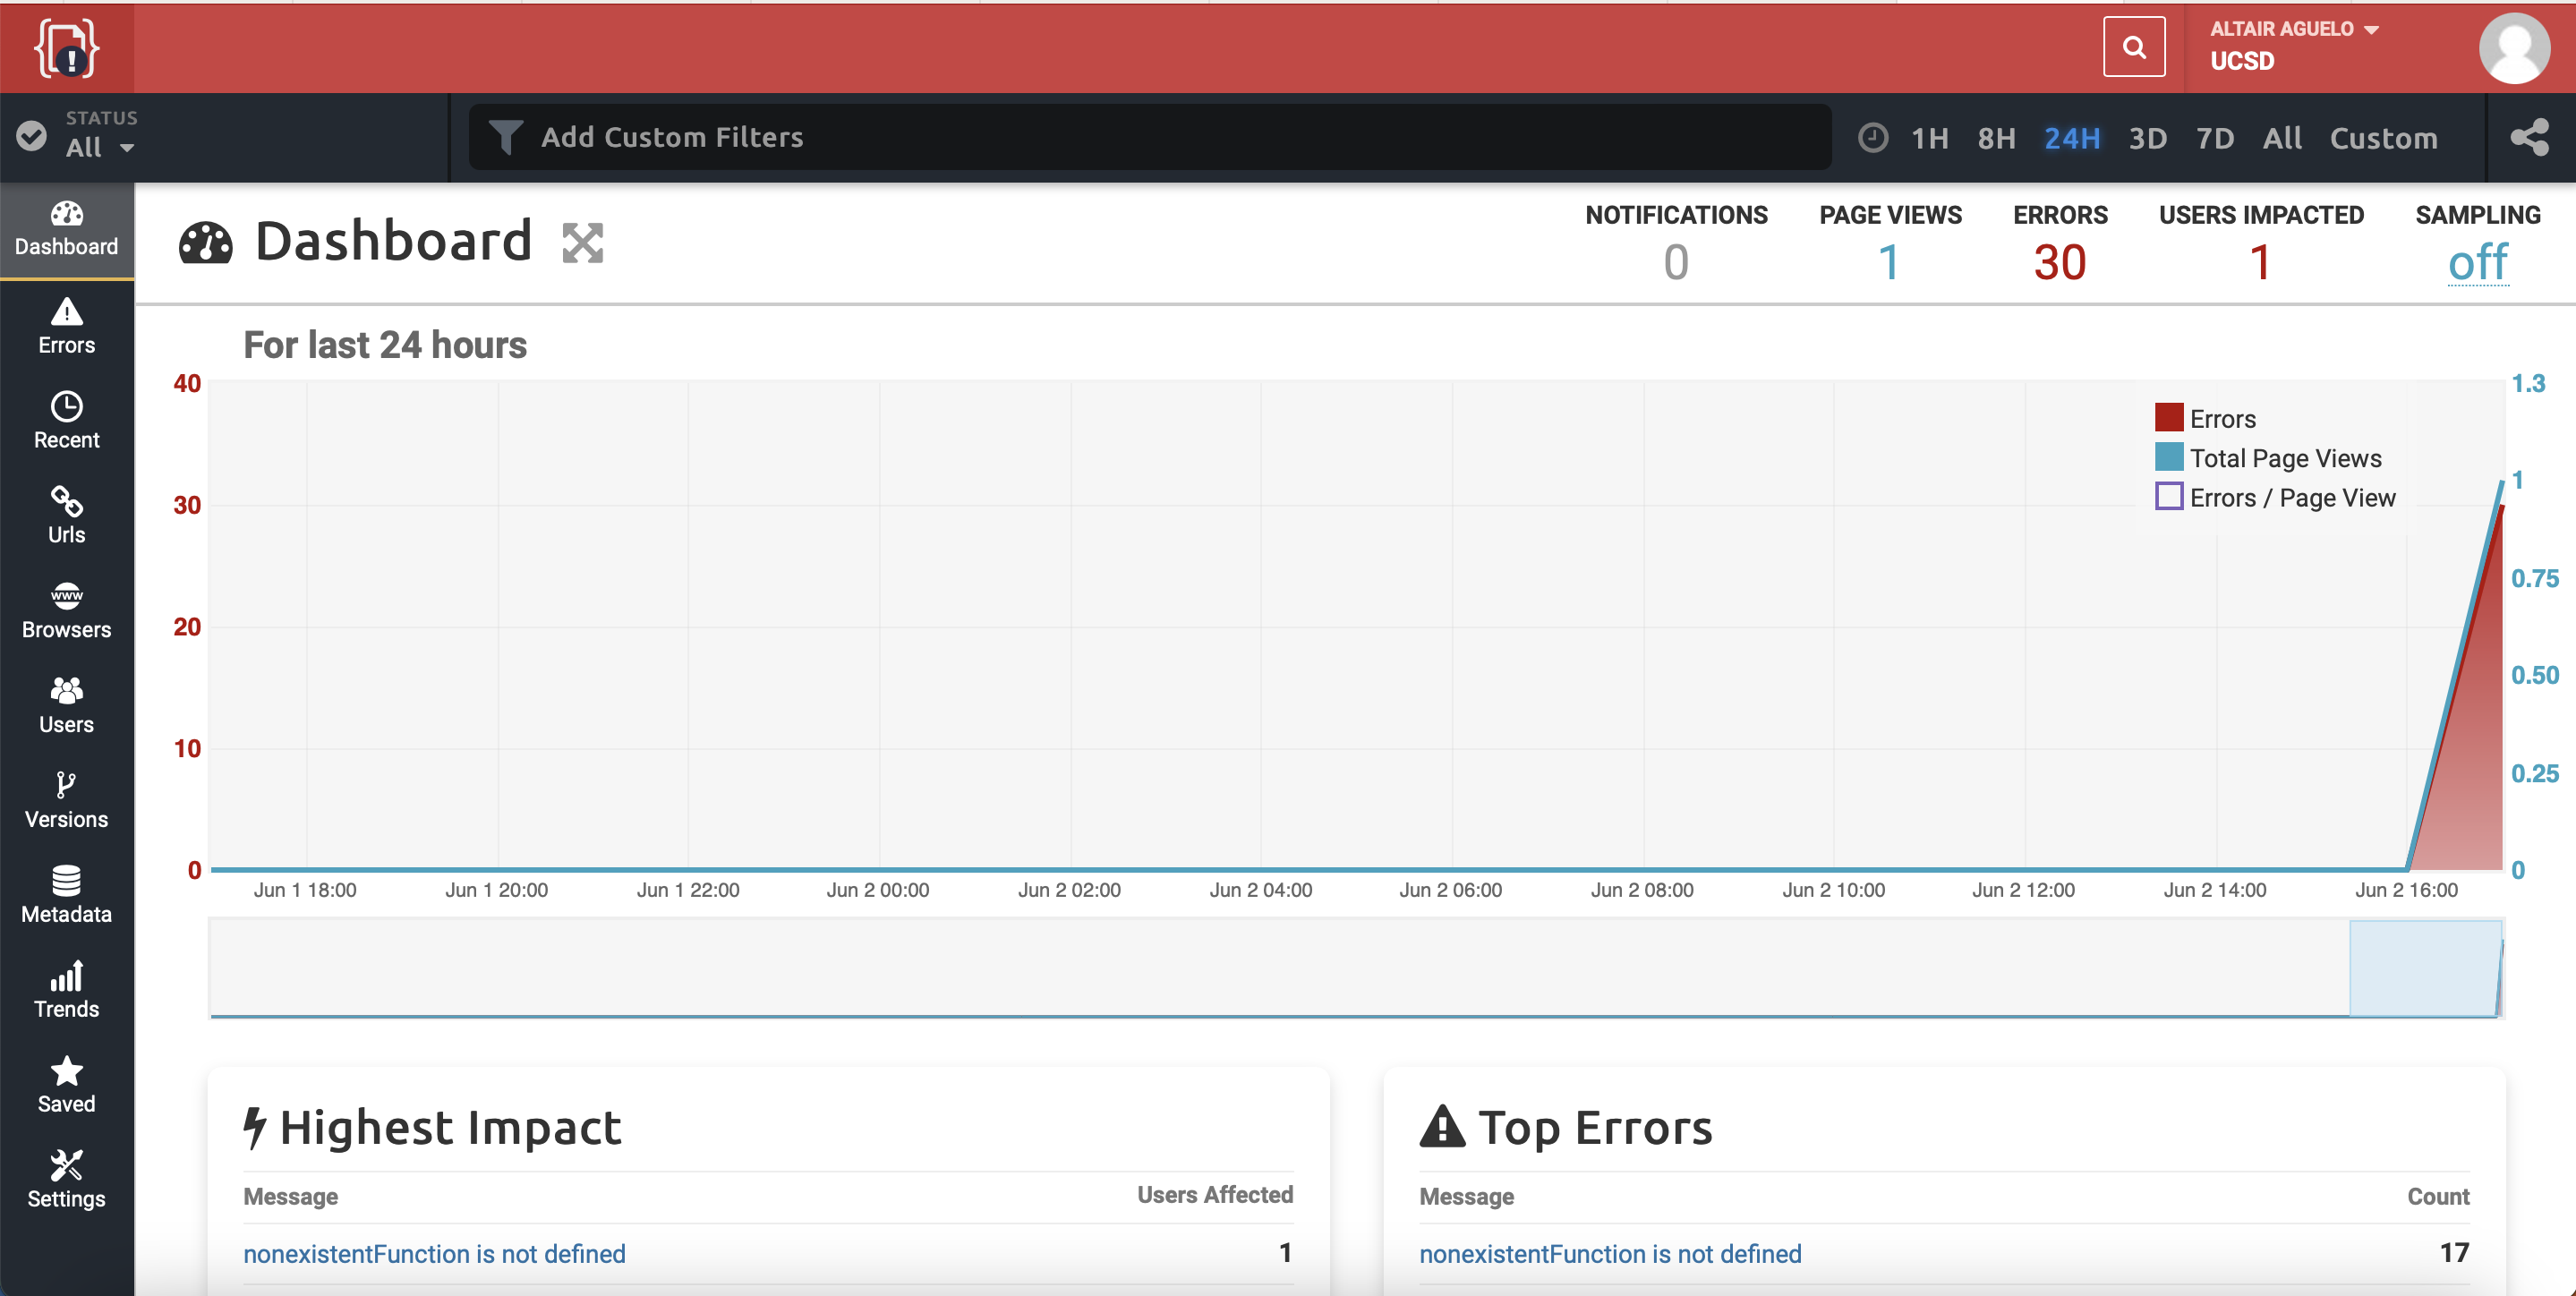 ALTAIR AGUELO
UCSD
STATUS
All
Add Custom Filters
1H 8H 24H 3D 7D All Custom
Dashboard
Errors
Recent
Urls
www
Browsers
Users
Versions
Metadata
Trends
Saved
Settings
Dashboard
NOTIFICATIONS
0
PAGE VIEWS
1
ERRORS
30
USERS IMPACTED
1
SAMPLING
off
For last 24 hours
40
30
20
10
0
1.3
1
0.75
0.50
0.25
0
Errors
Total Page Views
Errors / Page View
Jun 1 18:00 Jun 1 20:00 Jun 1 22:00 Jun 2 00:00 Jun 2 02:00 Jun 2 04:00 Jun 2 06:00 Jun 2 08:00 Jun 2 10:00 Jun 2 12:00 Jun 2 14:00 Jun 2 16:00
Highest Impact
Message Users Affected
nonexistentFunction is not defined 1
Top Errors
Message Count
nonexistentFunction is not defined 17